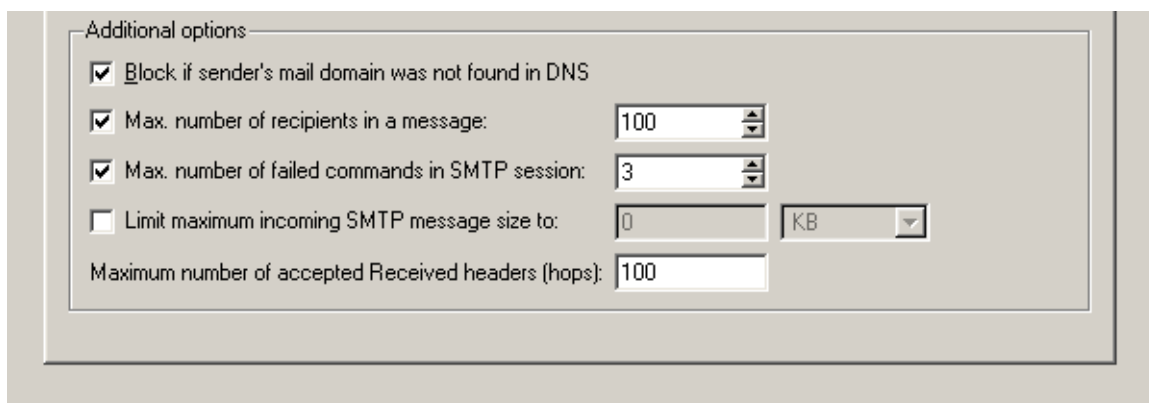 Additional options
Block if sender's mail domain was not found in DNS
Max. number of recipients in a message: 100
Max. number of failed commands in SMTP session: 3
Limit maximum incoming SMTP message size to: 0 KB
Maximum number of accepted Received headers (hops): 100